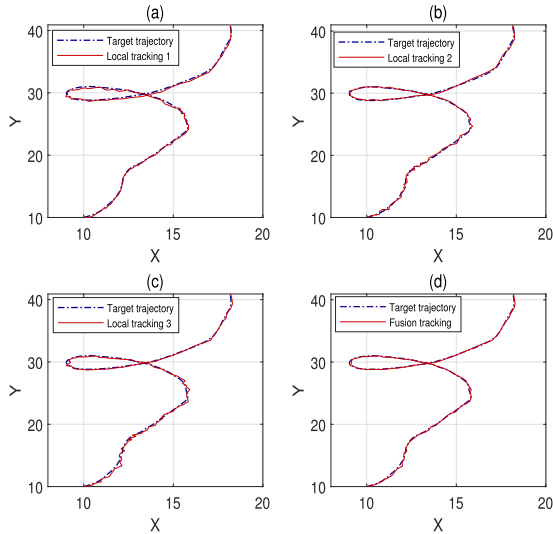 (a)
Target trajectory
Local tracking 1
40
30
20
10
Y
10
15
20
X
(b)
Target trajectory
Local tracking 2
40
30
20
10
Y
10
15
20
X
(c)
Target trajectory
Local tracking 3
40
30
20
10
Y
10
15
20
X
(d)
Target trajectory
Fusion tracking
40
30
20
10
Y
10
15
20
X